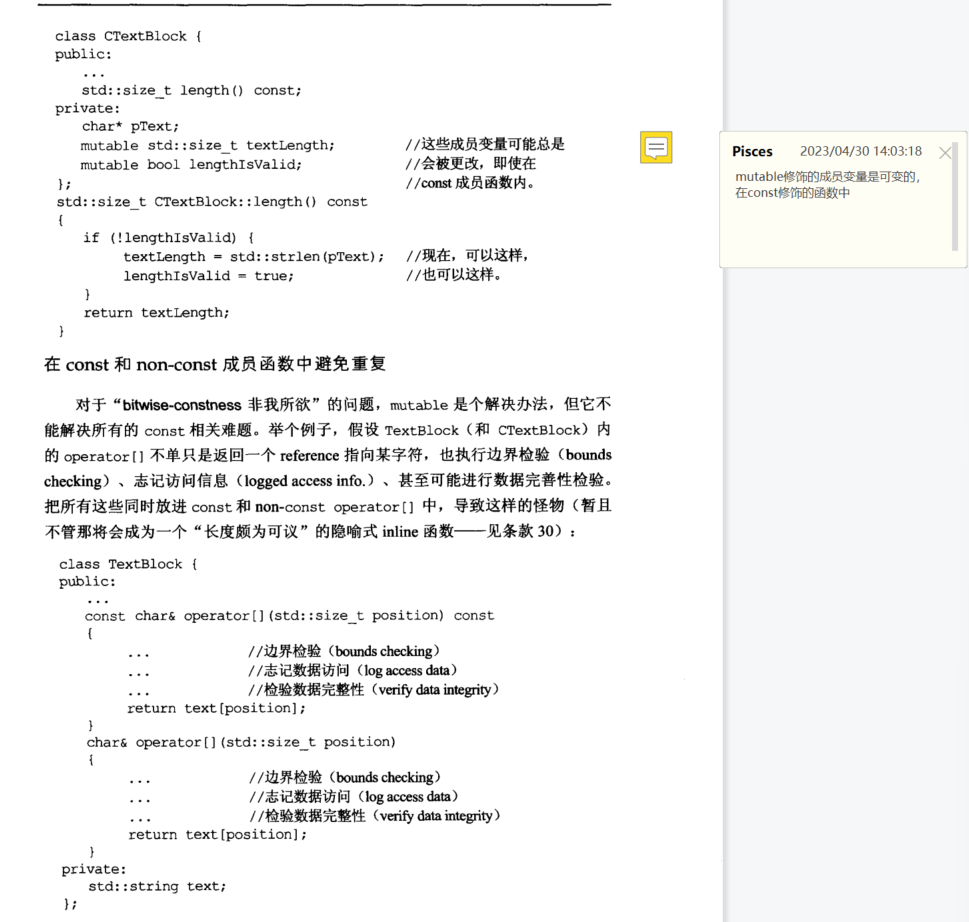 class CTextBlock {
public:
...
std::size_t length() const;
private:
char* pText;
mutable std::size_t textLength; //这些成员变量可能总是
mutable bool lengthIsValid; //会被更改，即使在
}; //const 成员函数内。
std::size_t CTextBlock::length() const
{
if (!lengthIsValid) {
textLength = std::strlen(pText); //现在，可以这样，
lengthIsValid = true; //也可以这样。
}
return textLength;
}
在 const 和 non-const 成员函数中避免重复
对于“bitwise-constness 非我所欲”的问题，mutable 是个解决办法，但它不
能解决所有的 const 相关难题。举个例子，假设 TextBlock（和 CTextBlock）内
的 operator[] 不单只是返回一个 reference 指向某字符，也执行边界检验（bounds
checking）、志记访问信息（logged access info.）、甚至可能进行数据完善性检验。
把所有这些同时放进 const 和 non-const operator[] 中，导致这样的怪物（暂且
不管那将会成为一个“长度颇为可议”的隐喻式 inline 函数——见条款 30）：
class TextBlock {
public:
...
const char& operator[](std::size_t position) const
{
... //边界检验（bounds checking）
... //志记数据访问（log access data）
... //检验数据完整性（verify data integrity）
return text[position];
}
char& operator[](std::size_t position)
{
... //边界检验（bounds checking）
... //志记数据访问（log access data）
... //检验数据完整性（verify data integrity）
return text[position];
}
private:
std::string text;
};
Pisces 2023/04/30 14:03:18
mutable修饰的成员变量是可变的，
在const修饰的函数中